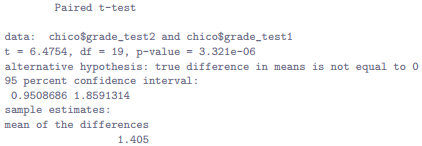 Paired t-test
data: chico$grade_test2 and chico$grade_test1
t = 6.4754, df = 19, p-value = 3.321e-06
alternative hypothesis: true difference in means is not equal to 0
95 percent confidence interval:
0.9508686 1.8591314
sample estimates:
mean of the differences
1.405